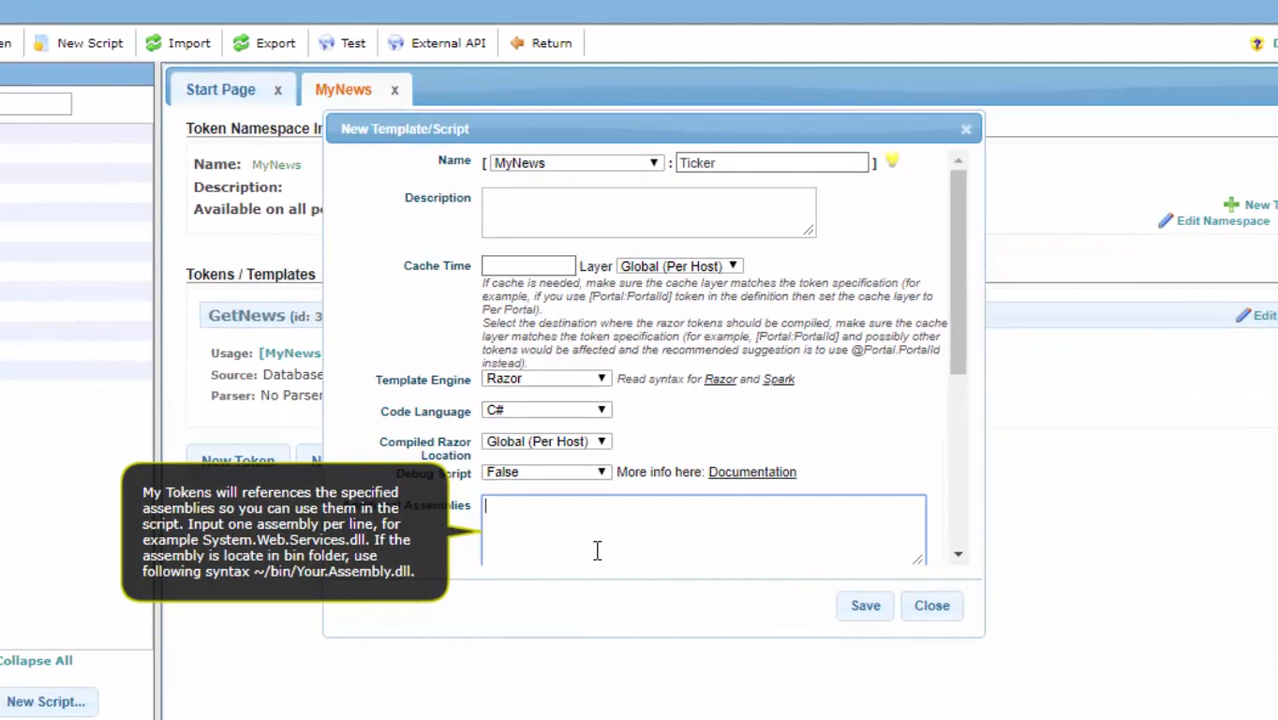 en
New Script
Import
Export
Test
External API
Return
Start Page x
MyNews x
Token Namespace In
Name: MyNews
Description:
Available on all po
New T
Edit Namespace
Tokens / Templates
GetNews (id: 3
Edit
Usage: [MyNews
Source: Database
Parser: No Parser
New Token
New Template/Script
Name [ MyNews : Ticker ]
Description
Cache Time Layer Global (Per Host)
If cache is needed, make sure the cache layer matches the token specification (for
example, if you use [Portal:PortalId] token in the definition then set the cache layer to
Per Portal).
Select the destination where the razor tokens should be compiled, make sure the cache
layer matches the token specification (for example, [Portal:PortalId] and possibly other
tokens would be affected and the recommended suggestion is to use @Portal.PortalId
instead).
Template Engine Razor Read syntax for Razor and Spark
Code Language C#
Compiled Razor Location Global (Per Host)
Debug Script False More info here: Documentation
Assemblies
My Tokens will references the specified
assemblies so you can use them in the
script. Input one assembly per line, for
example System.Web.Services.dll. If the
assembly is locate in bin folder, use
following syntax ~/bin/Your.Assembly.dll.
Save
Close
Collapse All
New Script...